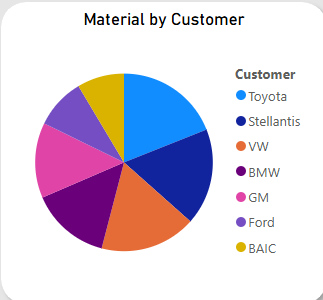 Material by Customer
Customer
Toyota
Stellantis
VW
BMW
GM
Ford
BAIC